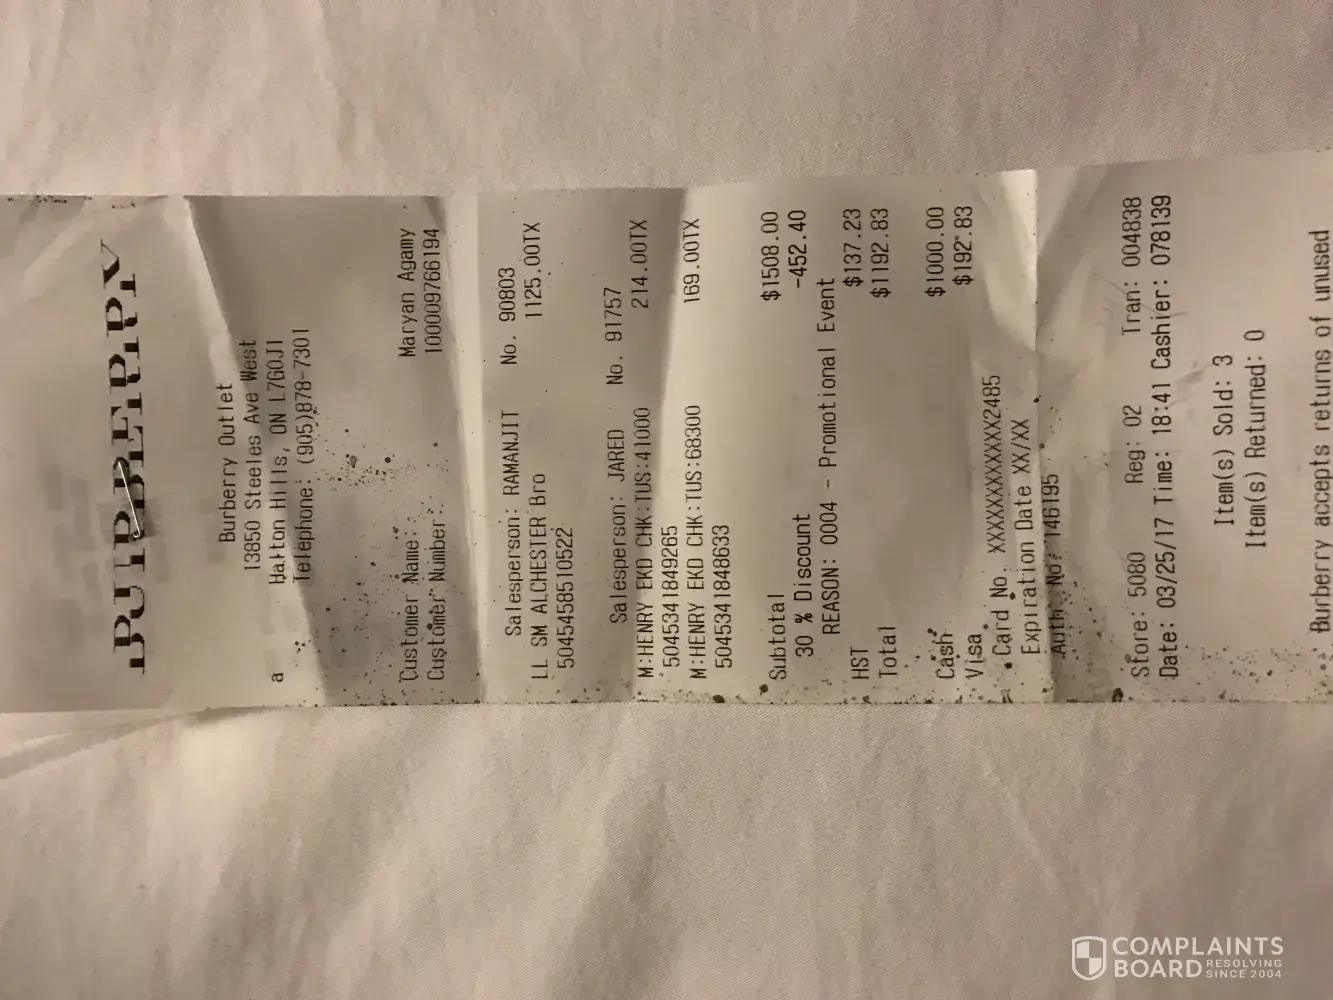 BURBERRY
Burberry Outlet
13850 Steeles Ave West
a Halton Hills, ON L7G0J1
Telephone: (905)878-7301
Customer Name: Maryan Agamy
Customer Number: 10000009766194
Salesperson: RAMANJIT No. 90803
LL SM ALCHESTER Bro 1125.00TX
5045458510522
Salesperson: JARED No. 91757
M:HENRY EKD CHK:TUS:41000 214.00TX
5045341849265
M:HENRY EKD CHK:TUS:68300 169.00TX
5045341848633
Subtotal $1508.00
30 % Discount -452.40
REASON: 0004 - Promotional Event
HST $137.23
Total $1192.83
Cash $1000.00
Visa $192.83
Card No. XXXXXXXXXXXX2485
Expiration Date XX/XX
Auth. No? 146195
Store: 5080 Reg: 02 Tran: 004838
Date: 03/25/17 Time: 18:41 Cashier: 078139
Item(s) Sold: 3
Item(s) Returned: 0
Burberry accepts returns of unused
COMPLAINTS
BOARD RESOLVING
SINCE 2004